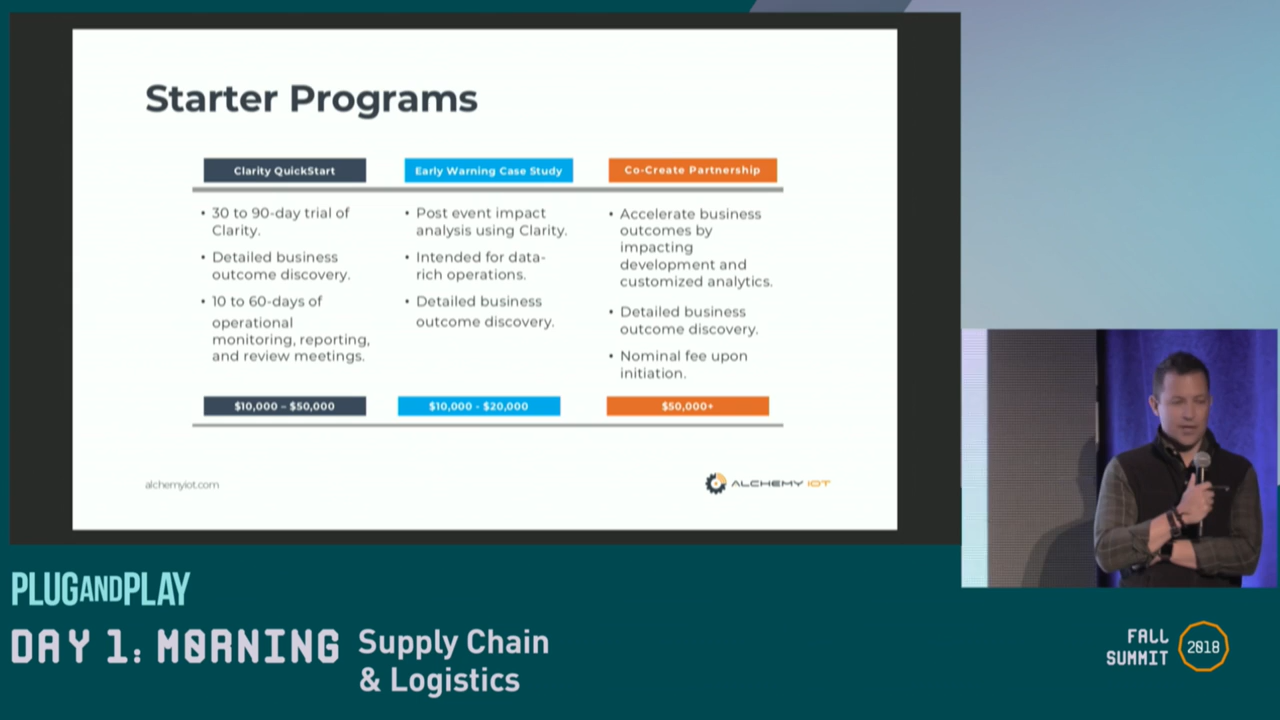 Starter Programs
Clarity QuickStart
• 30 to 90-day trial of
Clarity.
• Detailed business
outcome discovery.
• 10 to 60-days of
operational
monitoring, reporting,
and review meetings.
$10,000 – $50,000
Early Warning Case Study
• Post event impact
analysis using Clarity.
• Intended for data-
rich operations.
• Detailed business
outcome discovery.
$10,000 - $20,000
Co-Create Partnership
• Accelerate business
outcomes by
impacting
development and
customized analytics.
• Detailed business
outcome discovery.
• Nominal fee upon
initiation.
$50,000+
alchemyiot.com
ALCHEMY IOT
PLUGANDPLAY
DAY 1: MORNING
Supply Chain
& Logistics
FALL
SUMMIT
2018